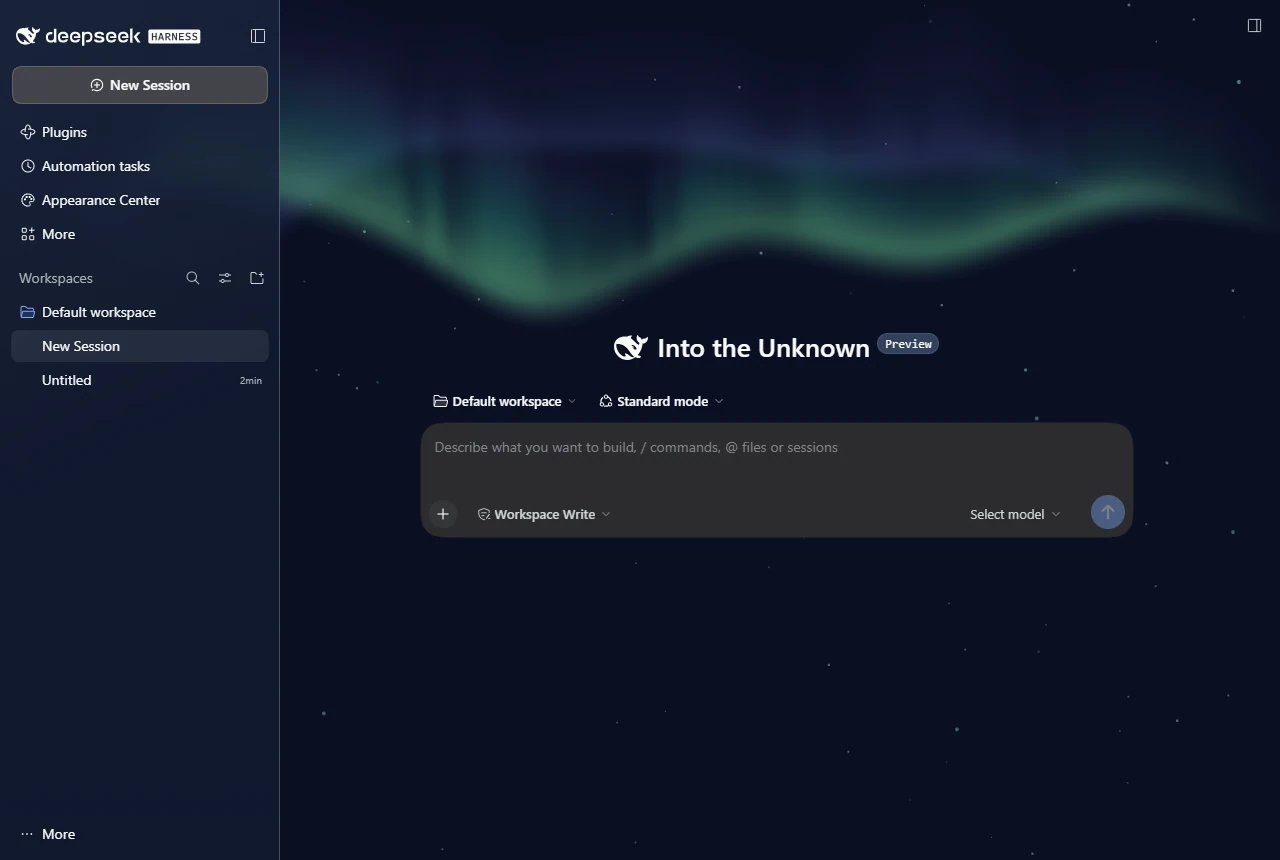 deepseek HARNESS
New Session
Plugins
Automation tasks
Appearance Center
More
Workspaces
Default workspace
New Session
Untitled 2min
More
Into the Unknown Preview
Default workspace Standard mode
Describe what you want to build, / commands, @ files or sessions
Workspace Write Select model